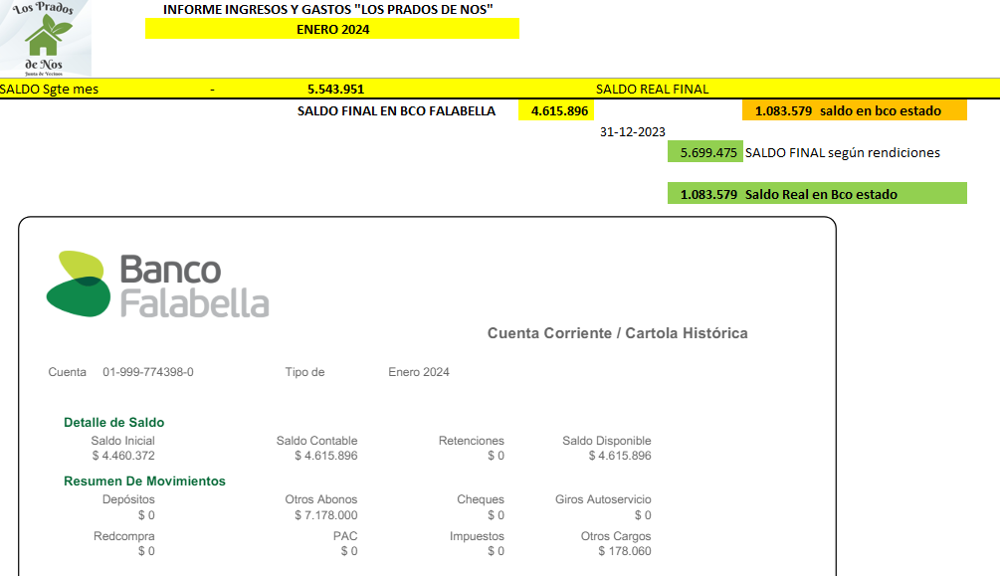 Los Prados
de Nos
Junta de Vecinos
INFORME INGRESOS Y GASTOS "LOS PRADOS DE NOS"
ENERO 2024
SALDO Sgte mes - 5.543.951 SALDO REAL FINAL
SALDO FINAL EN BCO FALABELLA 4.615.896 1.083.579 saldo en bco estado
31-12-2023
5.699.475 SALDO FINAL según rendiciones
1.083.579 Saldo Real en Bco estado
Banco
Falabella
Cuenta Corriente / Cartola Histórica
Cuenta 01-999-774398-0 Tipo de Enero 2024
Detalle de Saldo
Saldo Inicial Saldo Contable Retenciones Saldo Disponible
$ 4.460.372 $ 4.615.896 $ 0 $ 4.615.896
Resumen De Movimientos
Depósitos Otros Abonos Cheques Giros Autoservicio
$ 0 $ 7.178.000 $ 0 $ 0
Redcompra PAC Impuestos Otros Cargos
$ 0 $ 0 $ 0 $ 178.060